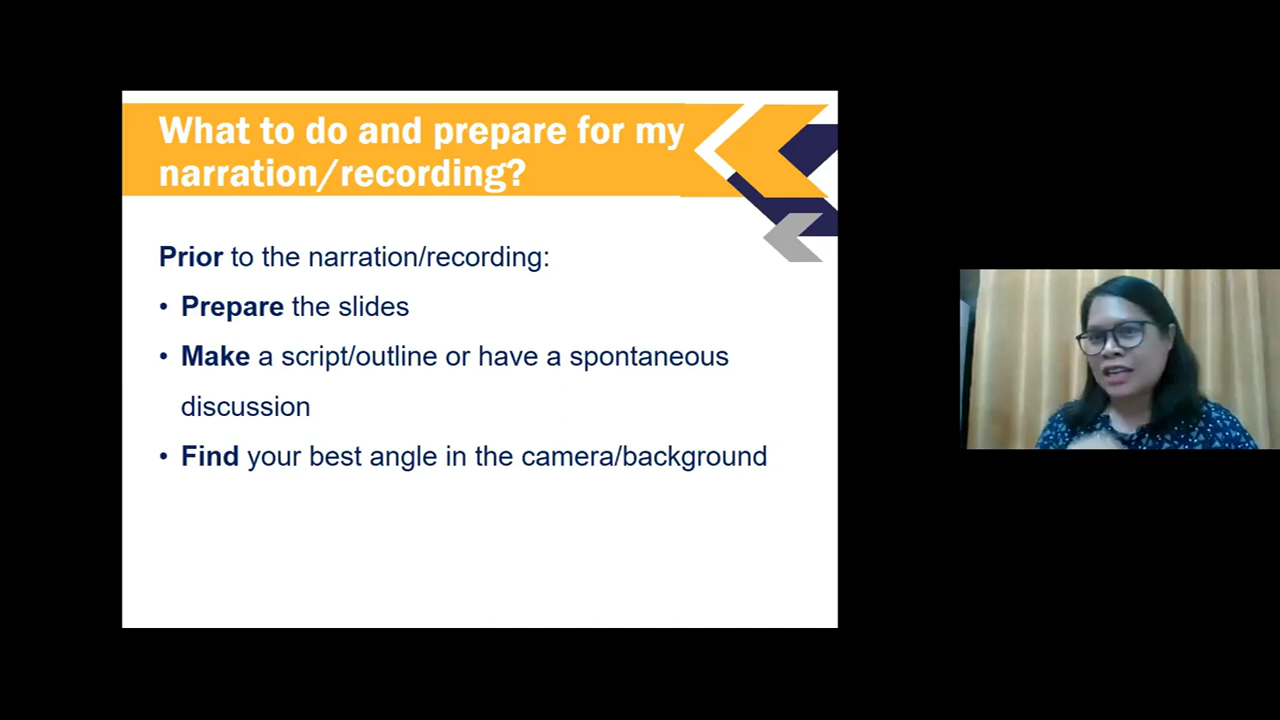 What to do and prepare for my
narration/recording?
Prior to the narration/recording:
• Prepare the slides
• Make a script/outline or have a spontaneous
discussion
• Find your best angle in the camera/background